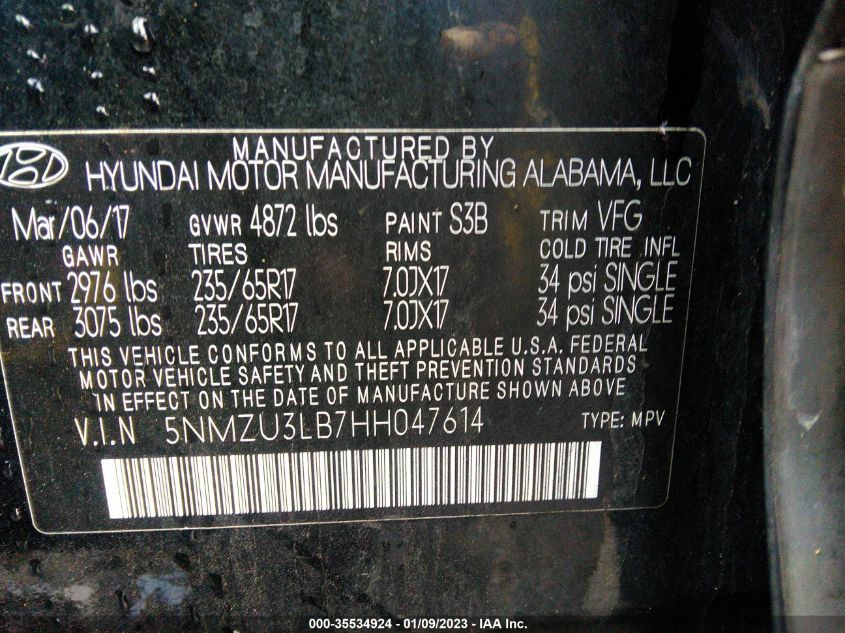 MANUFACTURED BY
HYUNDAI MOTOR MANUFACTURING ALABAMA, LLC
Mar/06/17 GVWR 4872 lbs PAINT S3B TRIM VFG
GAWR TIRES RIMS COLD TIRE INFL
FRONT 2976 lbs 235/65R17 7.0JX17 34 psi SINGLE
REAR 3075 lbs 235/65R17 7.0JX17 34 psi SINGLE
THIS VEHICLE CONFORMS TO ALL APPLICABLE U.S.A. FEDERAL
MOTOR VEHICLE SAFETY AND THEFT PREVENTION STANDARDS
IN EFFECT ON THE DATE OF MANUFACTURE SHOWN ABOVE
V.I.N 5NMZU3LB7HH047614 TYPE: MPV
000-35534924 - 01/09/2023 - IAA Inc.